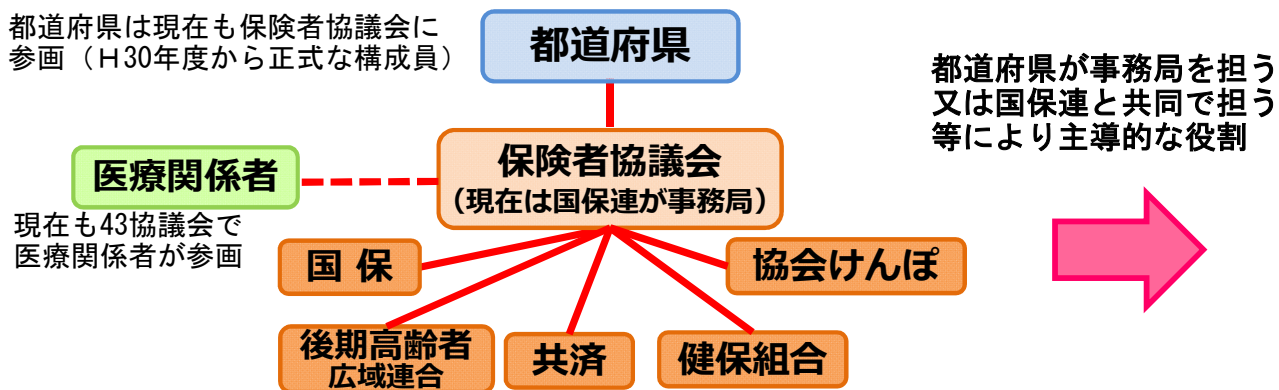 都道府県は現在も保険者協議会に
参画（Ｈ30年度から正式な構成員）
都道府県
都道府県が事務局を担う
又は国保連と共同で担う
等により主導的な役割
医療関係者
保険者協議会
（現在は国保連が事務局）
現在も43協議会で
医療関係者が参画
国 保
協会けんぽ
後期高齢者
広域連合
共済
健保組合